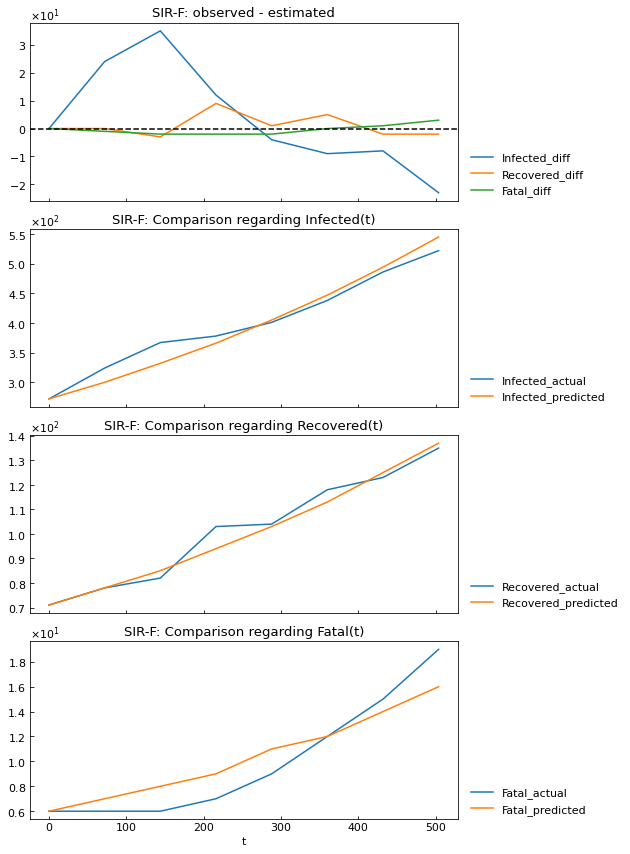 SIR-F: observed - estimated
×10¹
3
2
1
0
−1
−2
Infected_diff
Recovered_diff
Fatal_diff
SIR-F: Comparison regarding Infected(t)
×10²
5.5
5.0
4.5
4.0
3.5
3.0
Infected_actual
Infected_predicted
SIR-F: Comparison regarding Recovered(t)
×10²
1.4
1.3
1.2
1.1
1.0
0.9
0.8
0.7
Recovered_actual
Recovered_predicted
SIR-F: Comparison regarding Fatal(t)
×10¹
1.8
1.6
1.4
1.2
1.0
0.8
0.6
Fatal_actual
Fatal_predicted
0 100 200 300 400 500
t